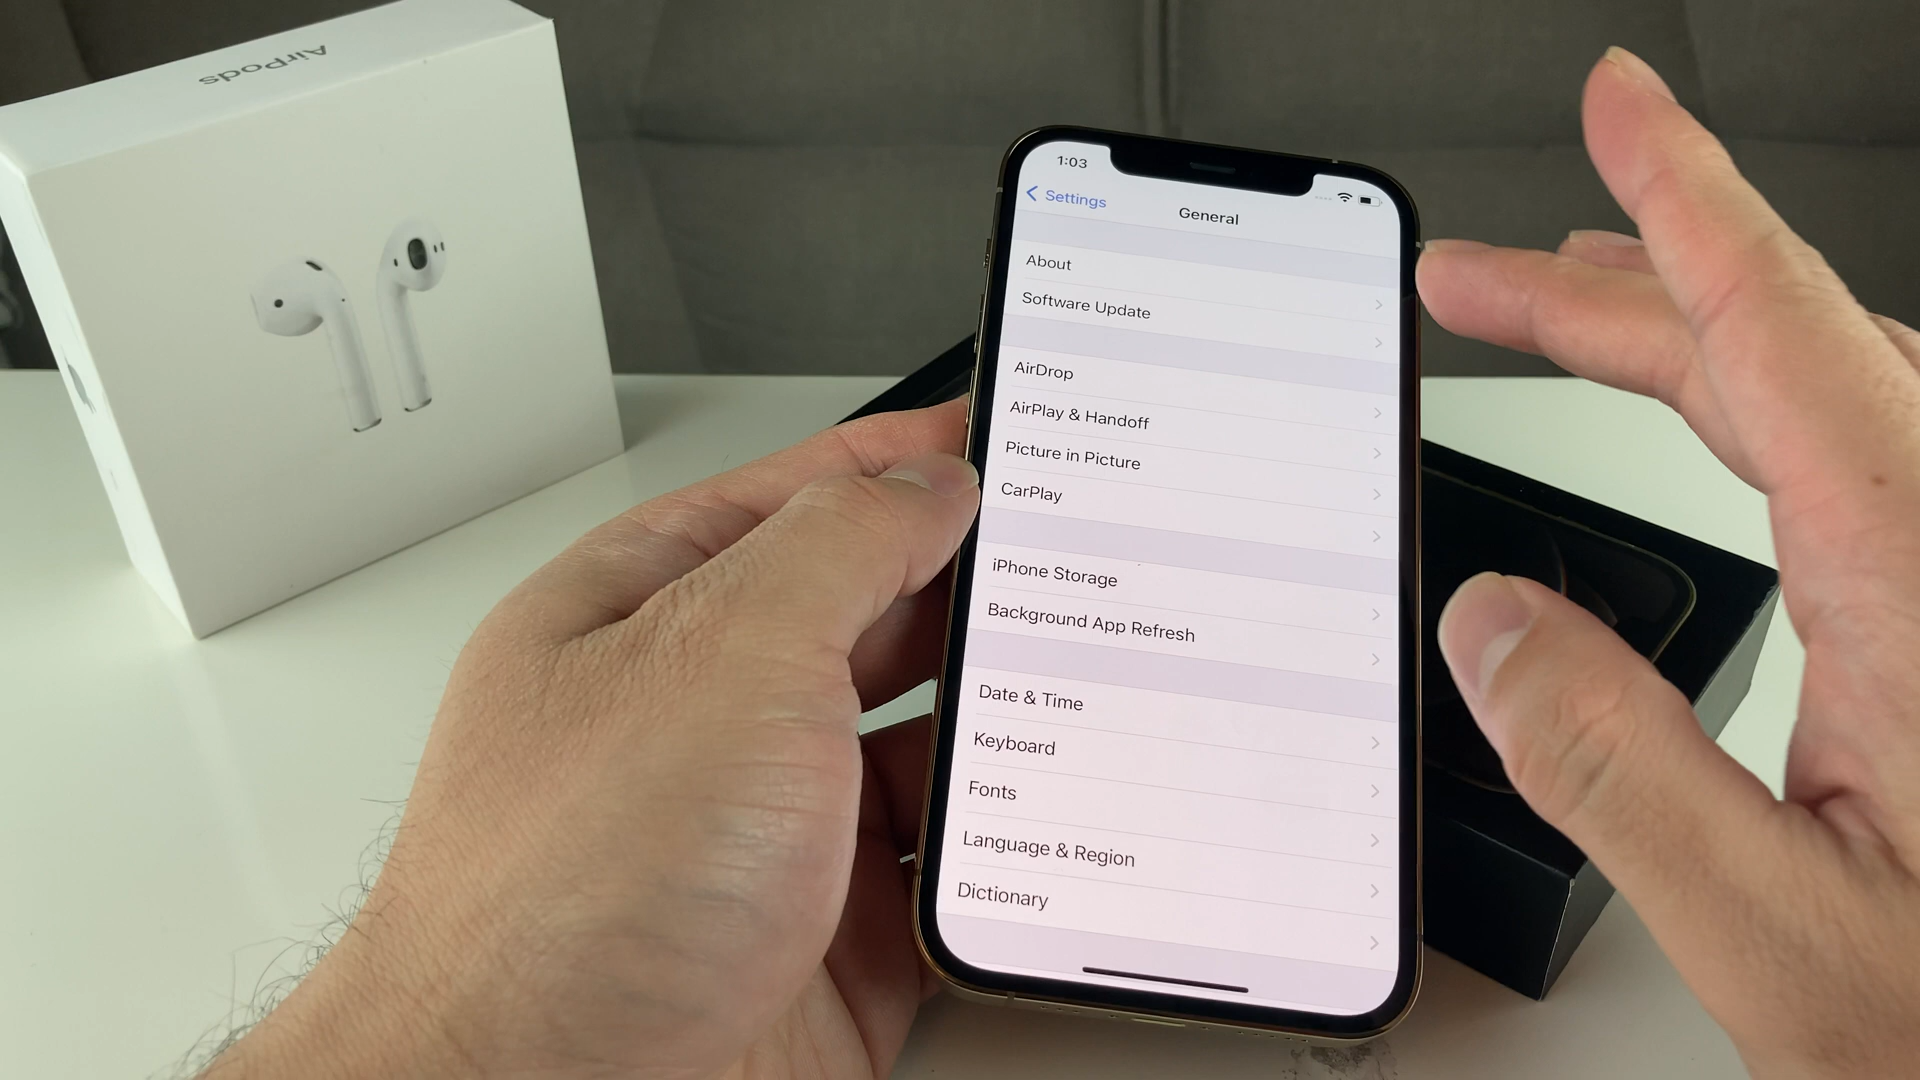 AirPods
1:03
Settings
General
About
Software Update
AirDrop
AirPlay & Handoff
Picture in Picture
CarPlay
iPhone Storage
Background App Refresh
Date & Time
Keyboard
Fonts
Language & Region
Dictionary